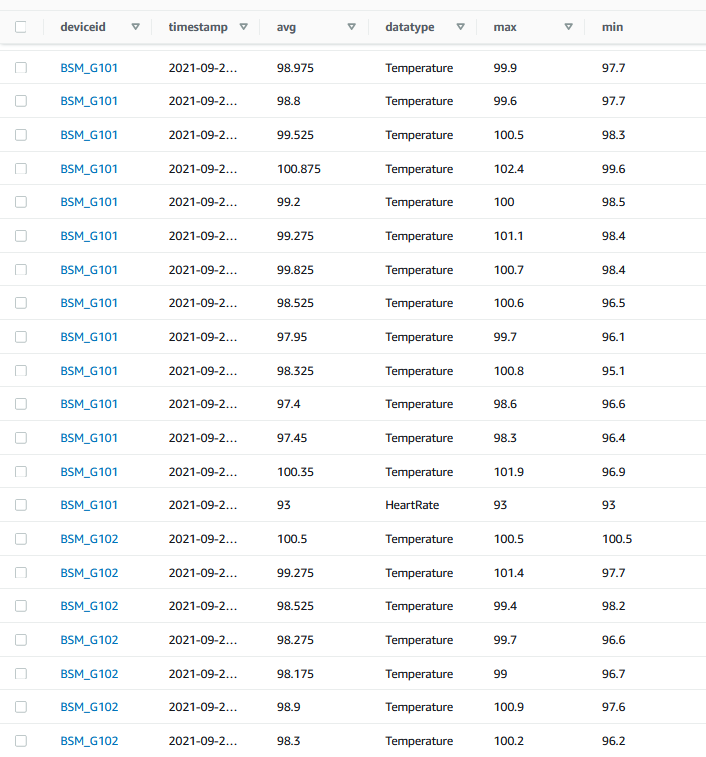 deviceid timestamp avg datatype max min
BSM_G101 2021-09-2... 98.975 Temperature 99.9 97.7
BSM_G101 2021-09-2... 98.8 Temperature 99.6 97.7
BSM_G101 2021-09-2... 99.525 Temperature 100.5 98.3
BSM_G101 2021-09-2... 100.875 Temperature 102.4 99.6
BSM_G101 2021-09-2... 99.2 Temperature 100 98.5
BSM_G101 2021-09-2... 99.275 Temperature 101.1 98.4
BSM_G101 2021-09-2... 99.825 Temperature 100.7 98.4
BSM_G101 2021-09-2... 98.525 Temperature 100.6 96.5
BSM_G101 2021-09-2... 97.95 Temperature 99.7 96.1
BSM_G101 2021-09-2... 98.325 Temperature 100.8 95.1
BSM_G101 2021-09-2... 97.4 Temperature 98.6 96.6
BSM_G101 2021-09-2... 97.45 Temperature 98.3 96.4
BSM_G101 2021-09-2... 100.35 Temperature 101.9 96.9
BSM_G101 2021-09-2... 93 HeartRate 93 93
BSM_G102 2021-09-2... 100.5 Temperature 100.5 100.5
BSM_G102 2021-09-2... 99.275 Temperature 101.4 97.7
BSM_G102 2021-09-2... 98.525 Temperature 99.4 98.2
BSM_G102 2021-09-2... 98.275 Temperature 99.7 96.6
BSM_G102 2021-09-2... 98.175 Temperature 99 96.7
BSM_G102 2021-09-2... 98.9 Temperature 100.9 97.6
BSM_G102 2021-09-2... 98.3 Temperature 100.2 96.2